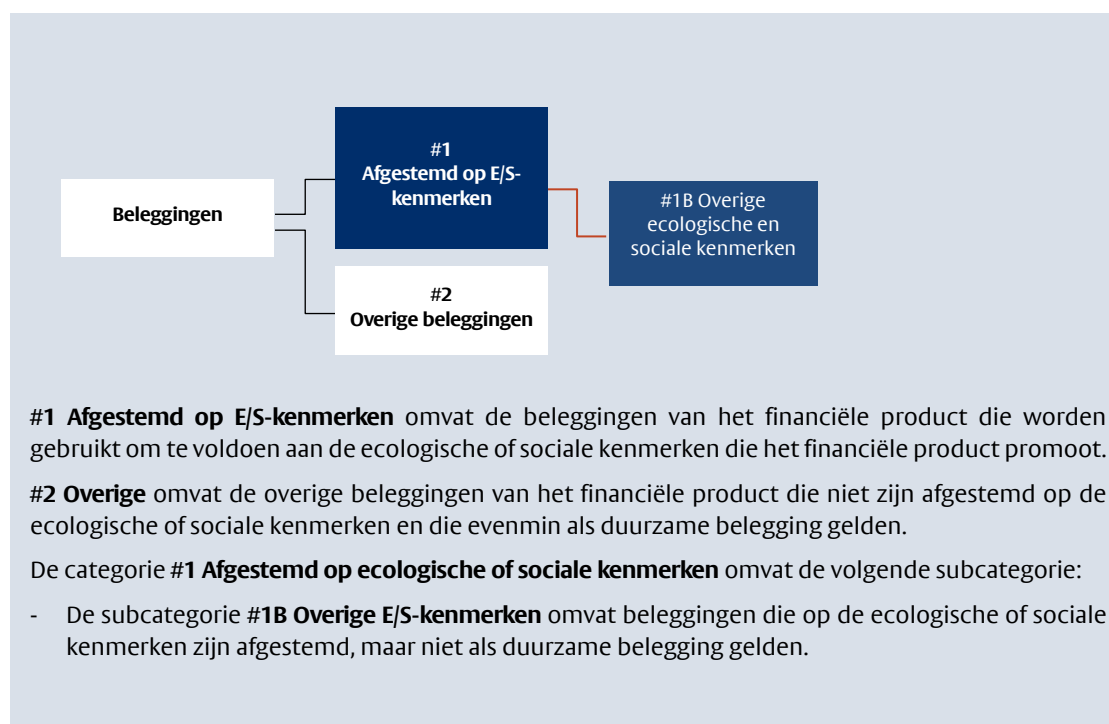 #1
Afgestemd op E/S-
kenmerken
Beleggingen
#1B Overige
ecologische en
sociale kenmerken
#2
Overige beleggingen
#1 Afgestemd op E/S-kenmerken omvat de beleggingen van het financiële product die worden
gebruikt om te voldoen aan de ecologische of sociale kenmerken die het financiële product promoot.
#2 Overige omvat de overige beleggingen van het financiële product die niet zijn afgestemd op de
ecologische of sociale kenmerken en die evenmin als duurzame belegging gelden.
De categorie #1 Afgestemd op ecologische of sociale kenmerken omvat de volgende subcategorie:
- De subcategorie #1B Overige E/S-kenmerken omvat beleggingen die op de ecologische of sociale
kenmerken zijn afgestemd, maar niet als duurzame belegging gelden.